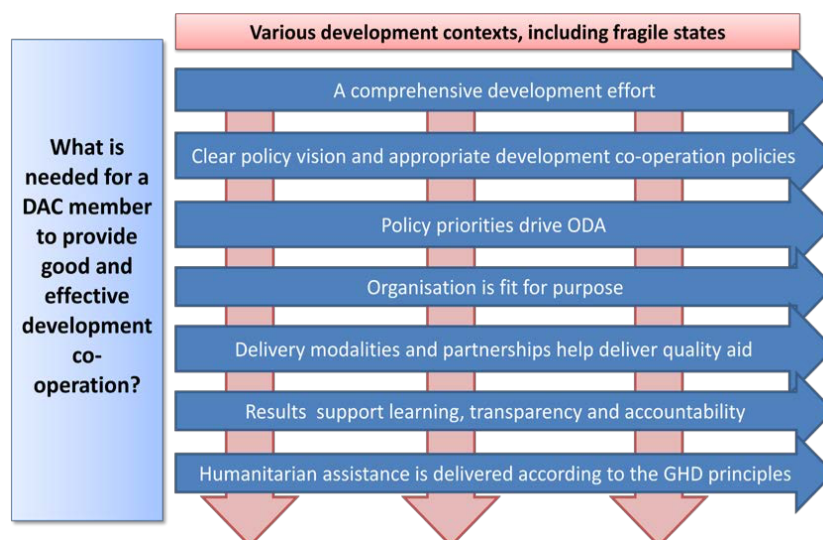 Various development contexts, including fragile states
What is
needed for a
DAC member
to provide
good and
effective
development
co-
operation?
A comprehensive development effort
Clear policy vision and appropriate development co-operation policies
Policy priorities drive ODA
Organisation is fit for purpose
Delivery modalities and partnerships help deliver quality aid
Results support learning, transparency and accountability
Humanitarian assistance is delivered according to the GHD principles